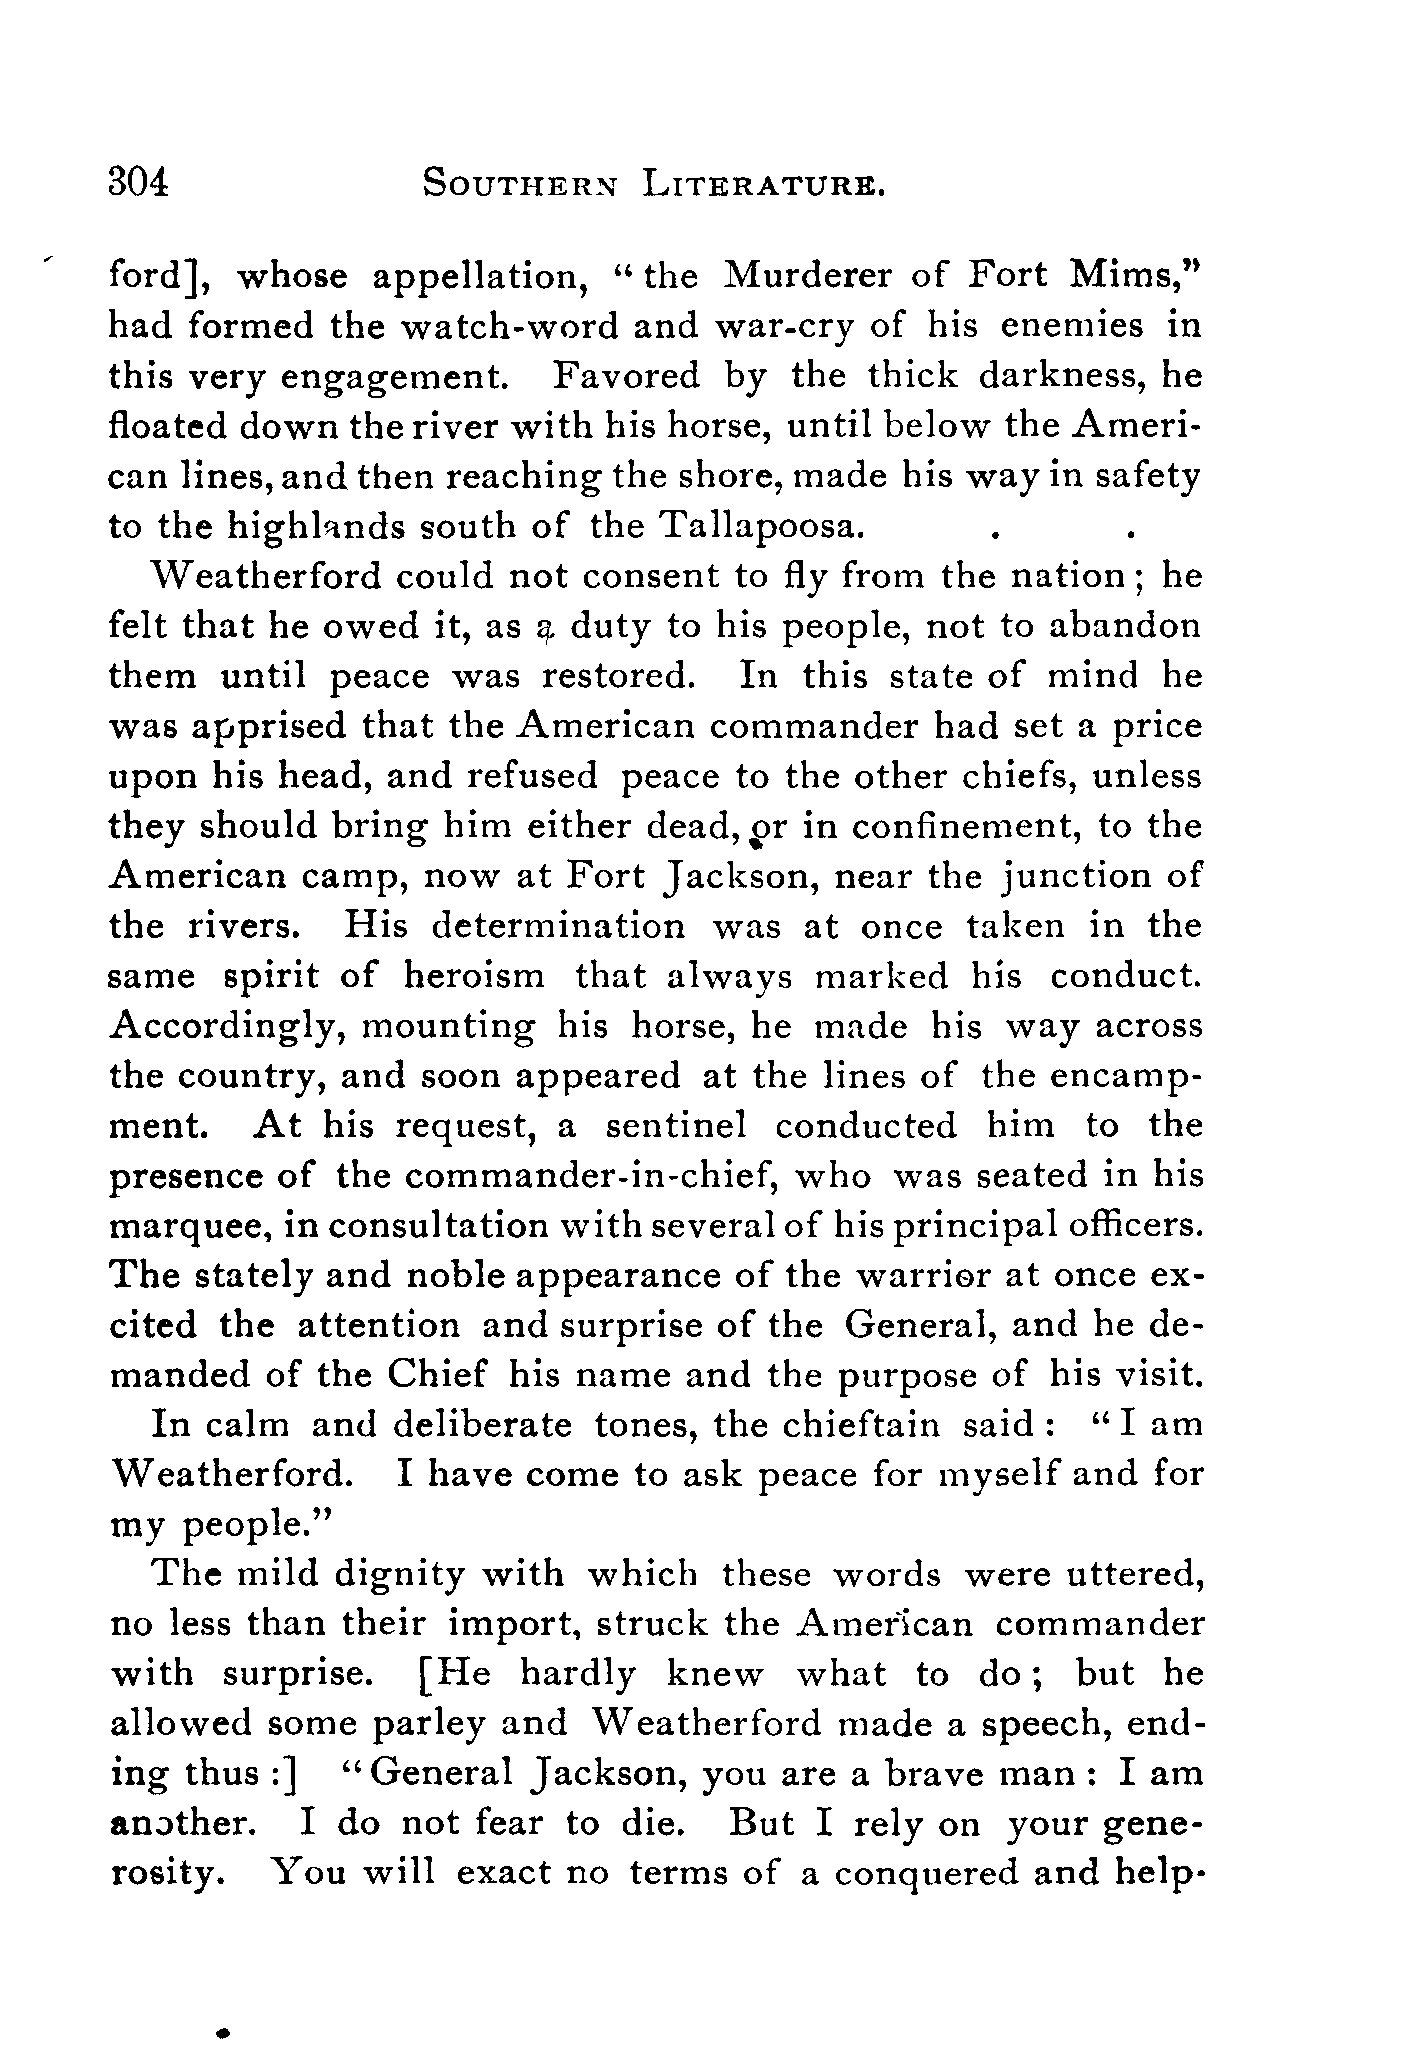 304 SOUTHERN LITERATURE.
ford], whose appellation, "the Murderer of Fort Mims,"
had formed the watch-word and war-cry of his enemies in
this very engagement. Favored by the thick darkness, he
floated down the river with his horse, until below the Ameri-
can lines, and then reaching the shore, made his way in safety
to the highlands south of the Tallapoosa. . .
Weatherford could not consent to fly from the nation; he
felt that he owed it, as a duty to his people, not to abandon
them until peace was restored. In this state of mind he
was apprised that the American commander had set a price
upon his head, and refused peace to the other chiefs, unless
they should bring him either dead, or in confinement, to the
American camp, now at Fort Jackson, near the junction of
the rivers. His determination was at once taken in the
same spirit of heroism that always marked his conduct.
Accordingly, mounting his horse, he made his way across
the country, and soon appeared at the lines of the encamp-
ment. At his request, a sentinel conducted him to the
presence of the commander-in-chief, who was seated in his
marquee, in consultation with several of his principal officers.
The stately and noble appearance of the warrior at once ex-
cited the attention and surprise of the General, and he de-
manded of the Chief his name and the purpose of his visit.
In calm and deliberate tones, the chieftain said: "I am
Weatherford. I have come to ask peace for myself and for
my people."
The mild dignity with which these words were uttered,
no less than their import, struck the American commander
with surprise. [He hardly knew what to do; but he
allowed some parley and Weatherford made a speech, end-
ing thus:] "General Jackson, you are a brave man: I am
another. I do not fear to die. But I rely on your gene-
rosity. You will exact no terms of a conquered and help-